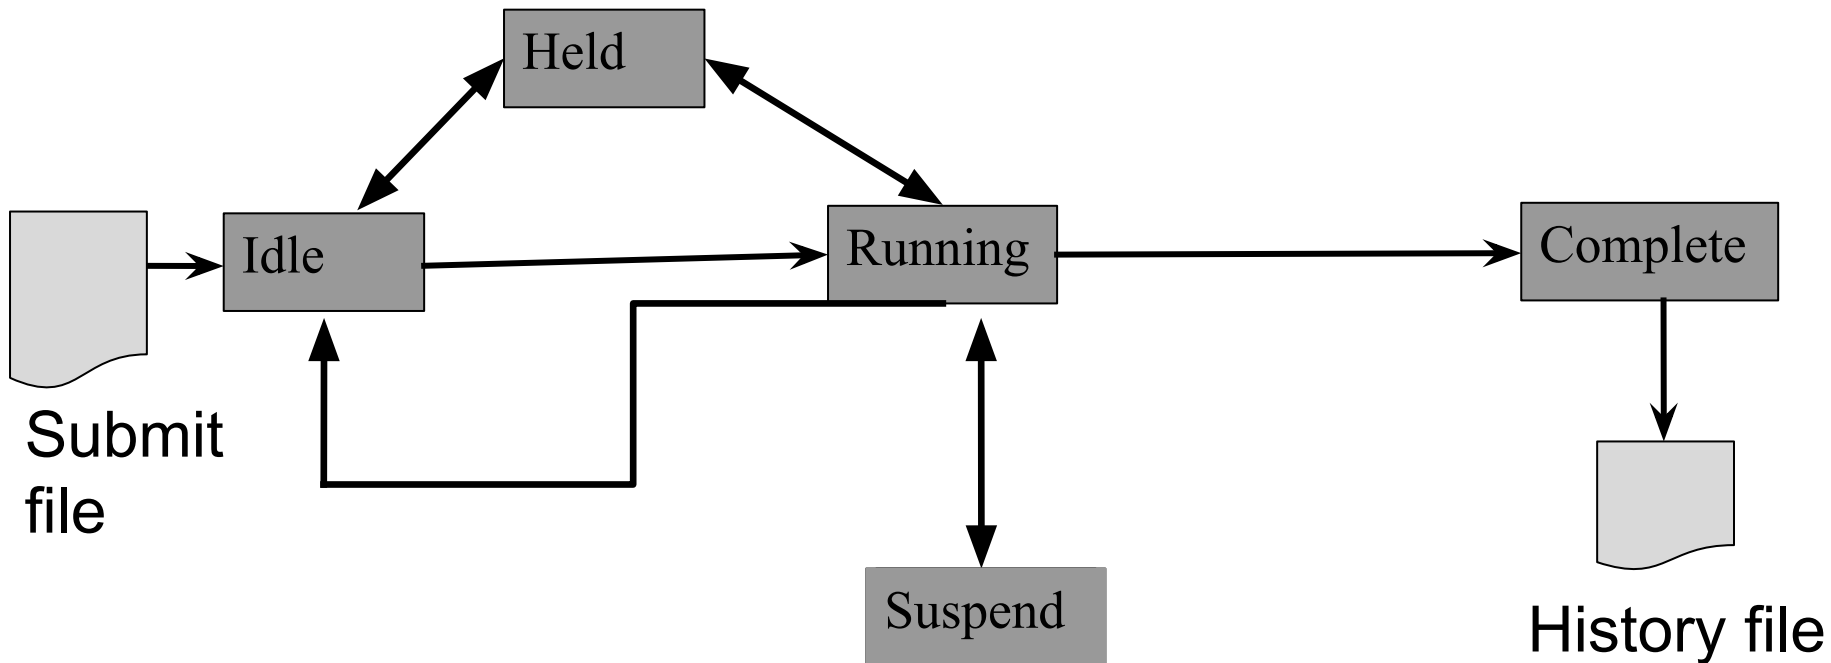 Held
Idle
Running
Complete
Submit
file
Suspend
History file